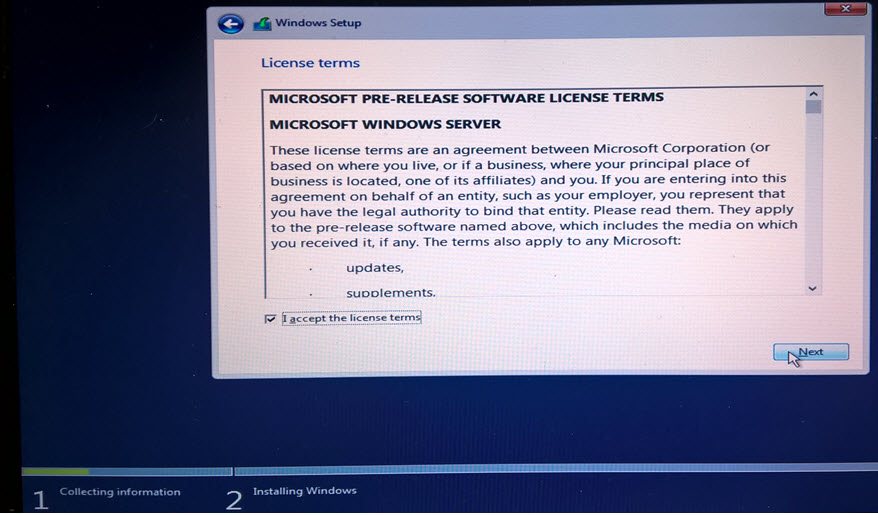 Windows Setup
License terms
MICROSOFT PRE-RELEASE SOFTWARE LICENSE TERMS
MICROSOFT WINDOWS SERVER
These license terms are an agreement between Microsoft Corporation (or
based on where you live, or if a business, where your principal place of
business is located, one of its affiliates) and you. If you are entering into this
agreement on behalf of an entity, such as your employer, you represent that
you have the legal authority to bind that entity. Please read them. They apply
to the pre-release software named above, which includes the media on which
you received it, if any. The terms also apply to any Microsoft:
· updates,
· supplements,
I accept the license terms
Next
1 Collecting information
2 Installing Windows